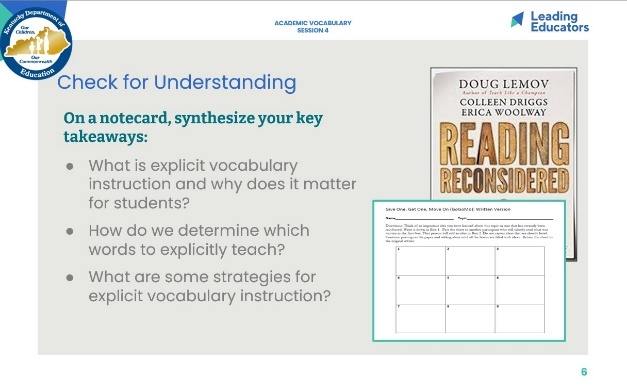 Kentucky Department of
Our Children,
Our Commonwealth
Education
ACADEMIC VOCABULARY
SESSION 4
Leading
Educators
Check for Understanding
On a notecard, synthesize your key
takeaways:
● What is explicit vocabulary
instruction and why does it matter
for students?
● How do we determine which
words to explicitly teach?
● What are some strategies for
explicit vocabulary instruction?
DOUG LEMOV
Author of Teach Like a Champion
COLLEEN DRIGGS
ERICA WOOLWAY
READING
RECONSIDERED
Give One, Get One, Move On (GoGoMo): Written Version
Name
Topic
1 2 3
4 5 6
7 8 9
6